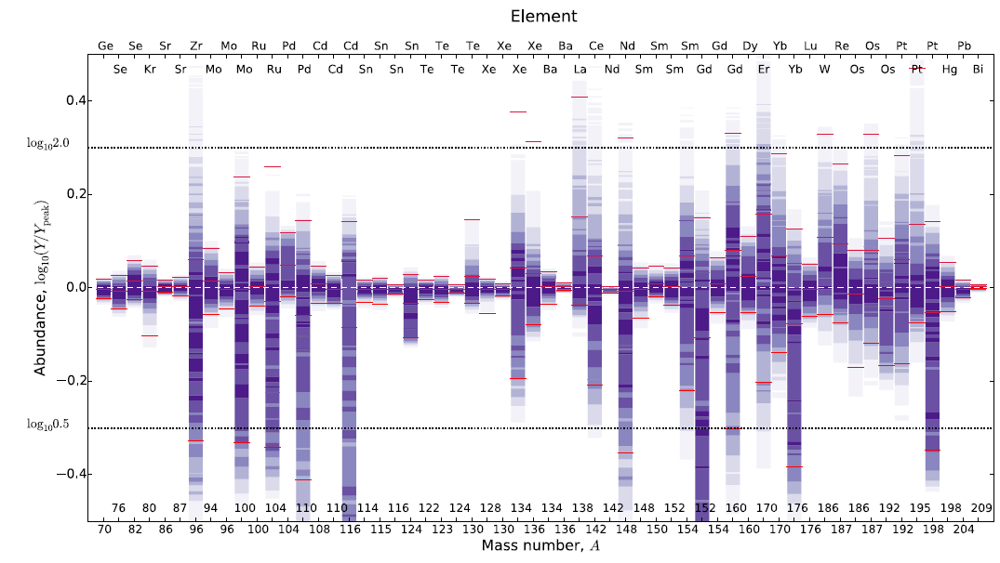 Element
Ge Se Sr Zr Mo Ru Pd Cd Cd Sn Sn Te Te Xe Xe Ba Ce Nd Sm Sm Gd Dy Yb Lu Re Os Pt Pt Pb
Se Kr Sr Mo Mo Ru Pd Cd Sn Sn Te Te Xe Xe Ba La Nd Sm Sm Gd Gd Er Yb W Os Os Pt Hg Bi
0.4
log₁₀2.0
0.2
0.0
−0.2
log₁₀0.5
−0.4
Abundance, log₁₀(Y/Y_peak)
76 80 87 94 100 104 110 110 114 116 122 124 128 134 134 138 142 148 152 152 160 170 176 186 186 192 195 198 209
70 82 86 96 96 98 104 108 116 115 124 123 130 130 136 136 142 148 150 154 154 160 170 176 187 187 192 198 204
Mass number, A